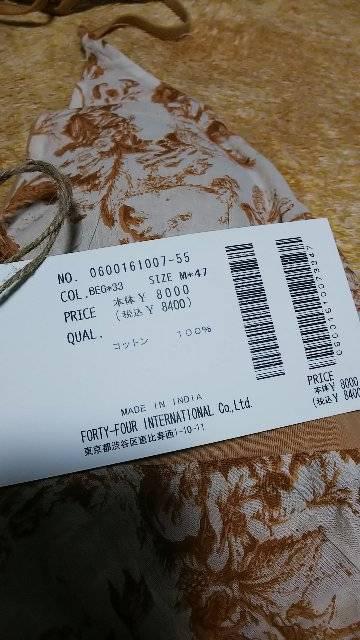 NO. 0600161007-55
COL. BEG*33 SIZE M*47
PRICE 本体¥ 8000
(税込¥ 8400)
QUAL.
コットン 100%
MADE IN INDIA
FORTY-FOUR INTERNATIONAL Co,.Ltd.
東京都渋谷区恵比寿西1-10-11
PRICE
本体¥ 8000
(税込¥ 8400